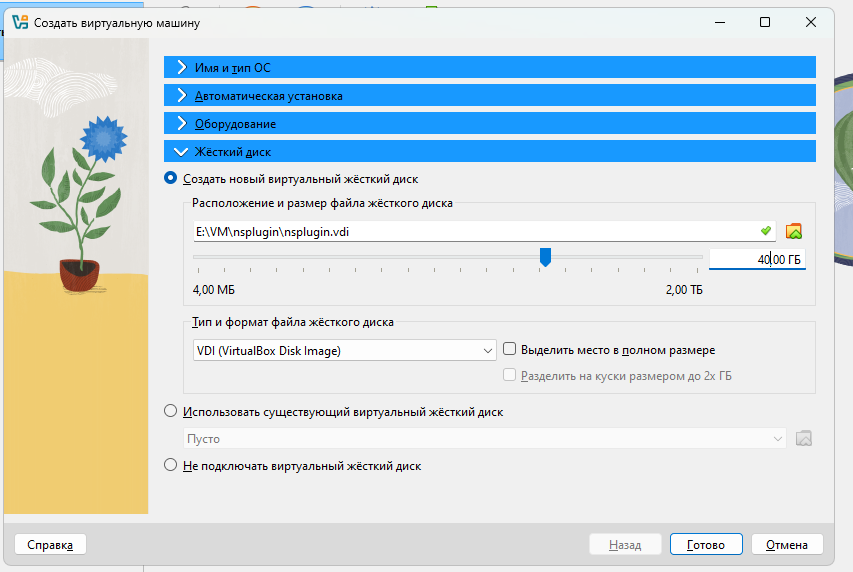 Создать виртуальную машину
Имя и тип ОС
Автоматическая установка
Оборудование
Жёсткий диск
Создать новый виртуальный жёсткий диск
Расположение и размер файла жёсткого диска
E:\VM\nsplugin\nsplugin.vdi
40,00 ГБ
4,00 МБ
2,00 ТБ
Тип и формат файла жёсткого диска
VDI (VirtualBox Disk Image)
Выделить место в полном размере
Разделить на куски размером до 2х ГБ
Использовать существующий виртуальный жёсткий диск
Пусто
Не подключать виртуальный жёсткий диск
Справка
Назад
Готово
Отмена